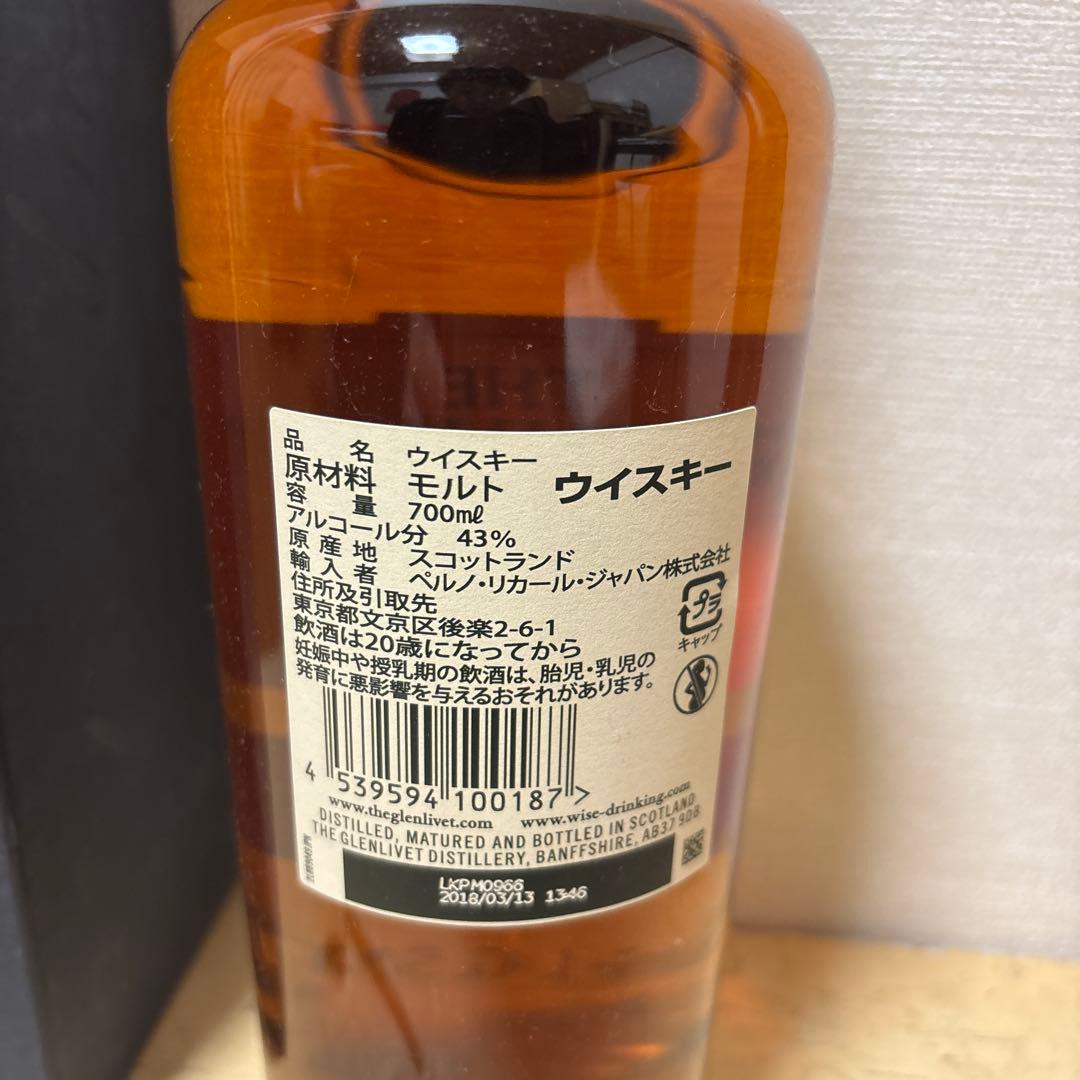 品名 ウイスキー
原材料 モルト ウイスキー
容量 700mℓ
アルコール分 43%
原産地 スコットランド
輸入者 ペルノ・リカール・ジャパン株式会社
住所及引取先
東京都文京区後楽2-6-1
飲酒は20歳になってから
妊娠中や授乳期の飲酒は、胎児・乳児の
発育に悪影響を与えるおそれがあります。
プラ
キャップ
4 539594 100187 >
www.theglenlivet.com www.wise-drinking.com
DISTILLED, MATURED AND BOTTLED IN SCOTLAND
THE GLENLIVET DISTILLERY, BANFFSHIRE, AB37 9DB
LKPM0966
2018/03/13 1346